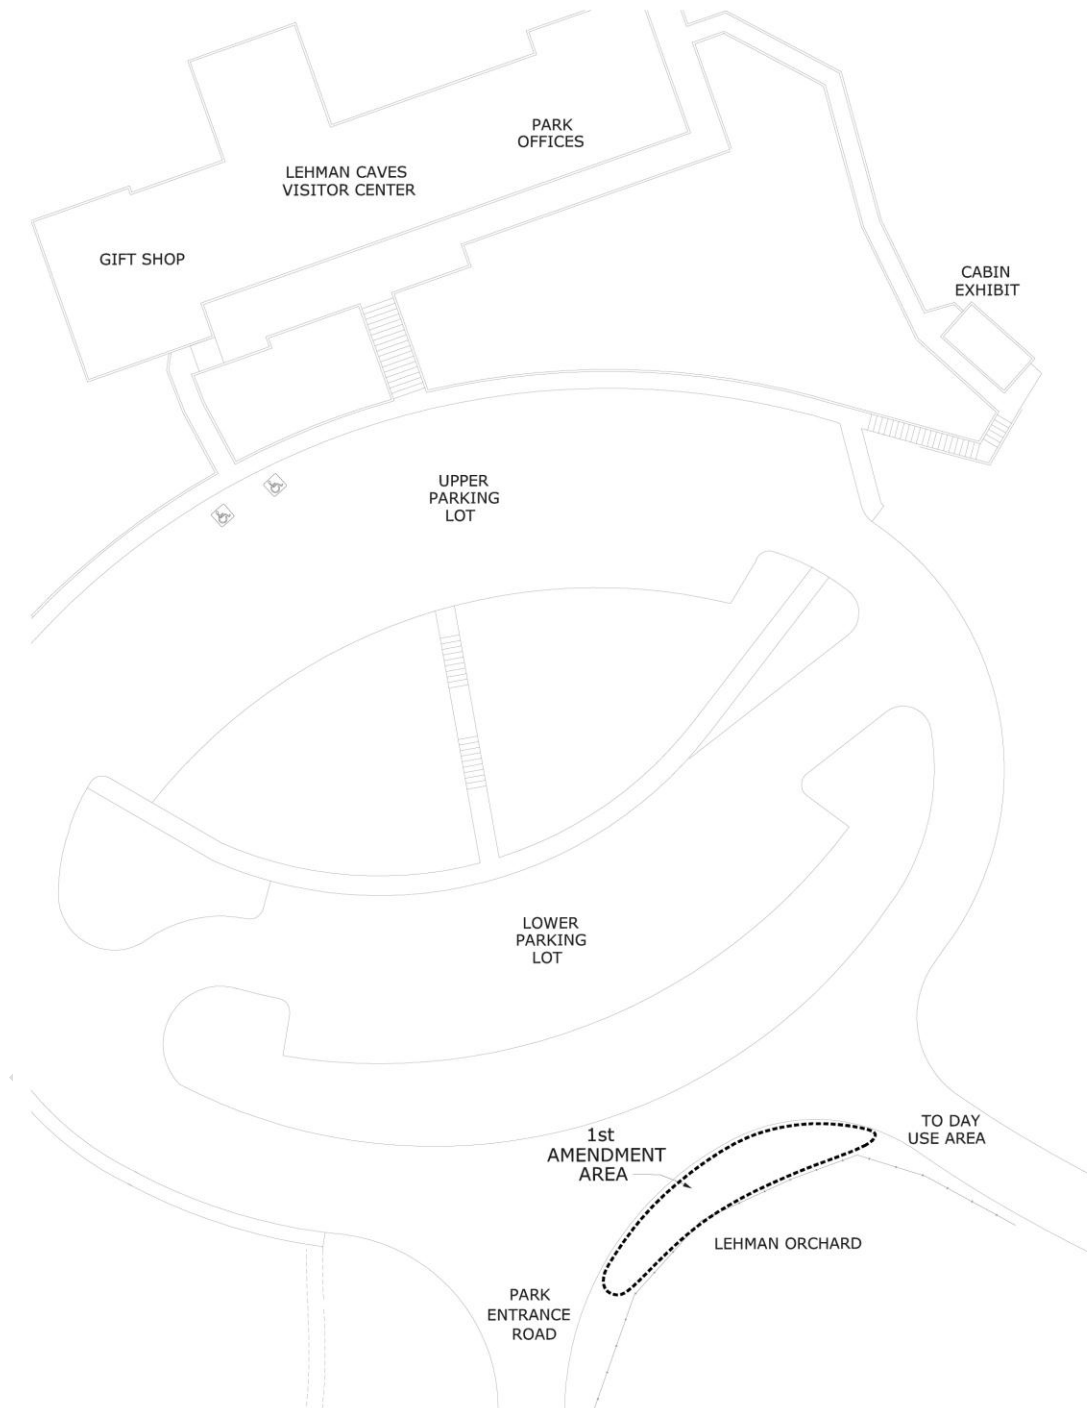 PARK
OFFICES
LEHMAN CAVES
VISITOR CENTER
GIFT SHOP
CABIN
EXHIBIT
UPPER
PARKING
LOT
LOWER
PARKING
LOT
1st
AMENDMENT
AREA
TO DAY
USE AREA
LEHMAN ORCHARD
PARK
ENTRANCE
ROAD